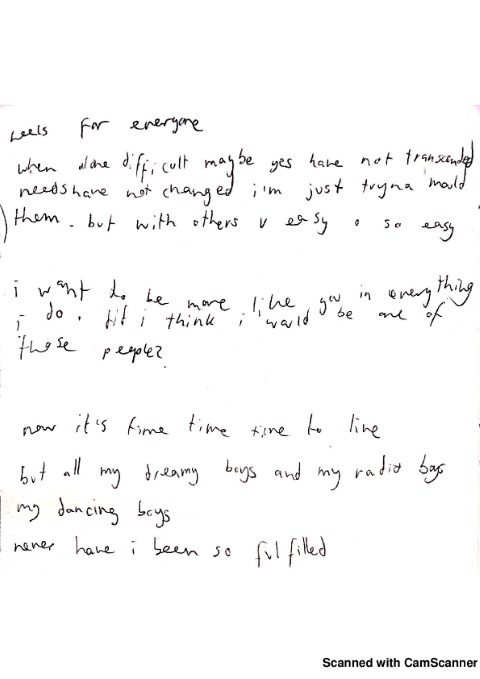 heels for everyone
when alone difficult maybe yes have not transcended
needs have not changed i'm just tryna mould
them. but with others v easy so easy
i want to be more like you in everything
i do. did i think i would be one of
those people?
now it's time time time to live
but all my dreamy boys and my radio boys
my dancing boys
never have i been so fulfilled
Scanned with CamScanner